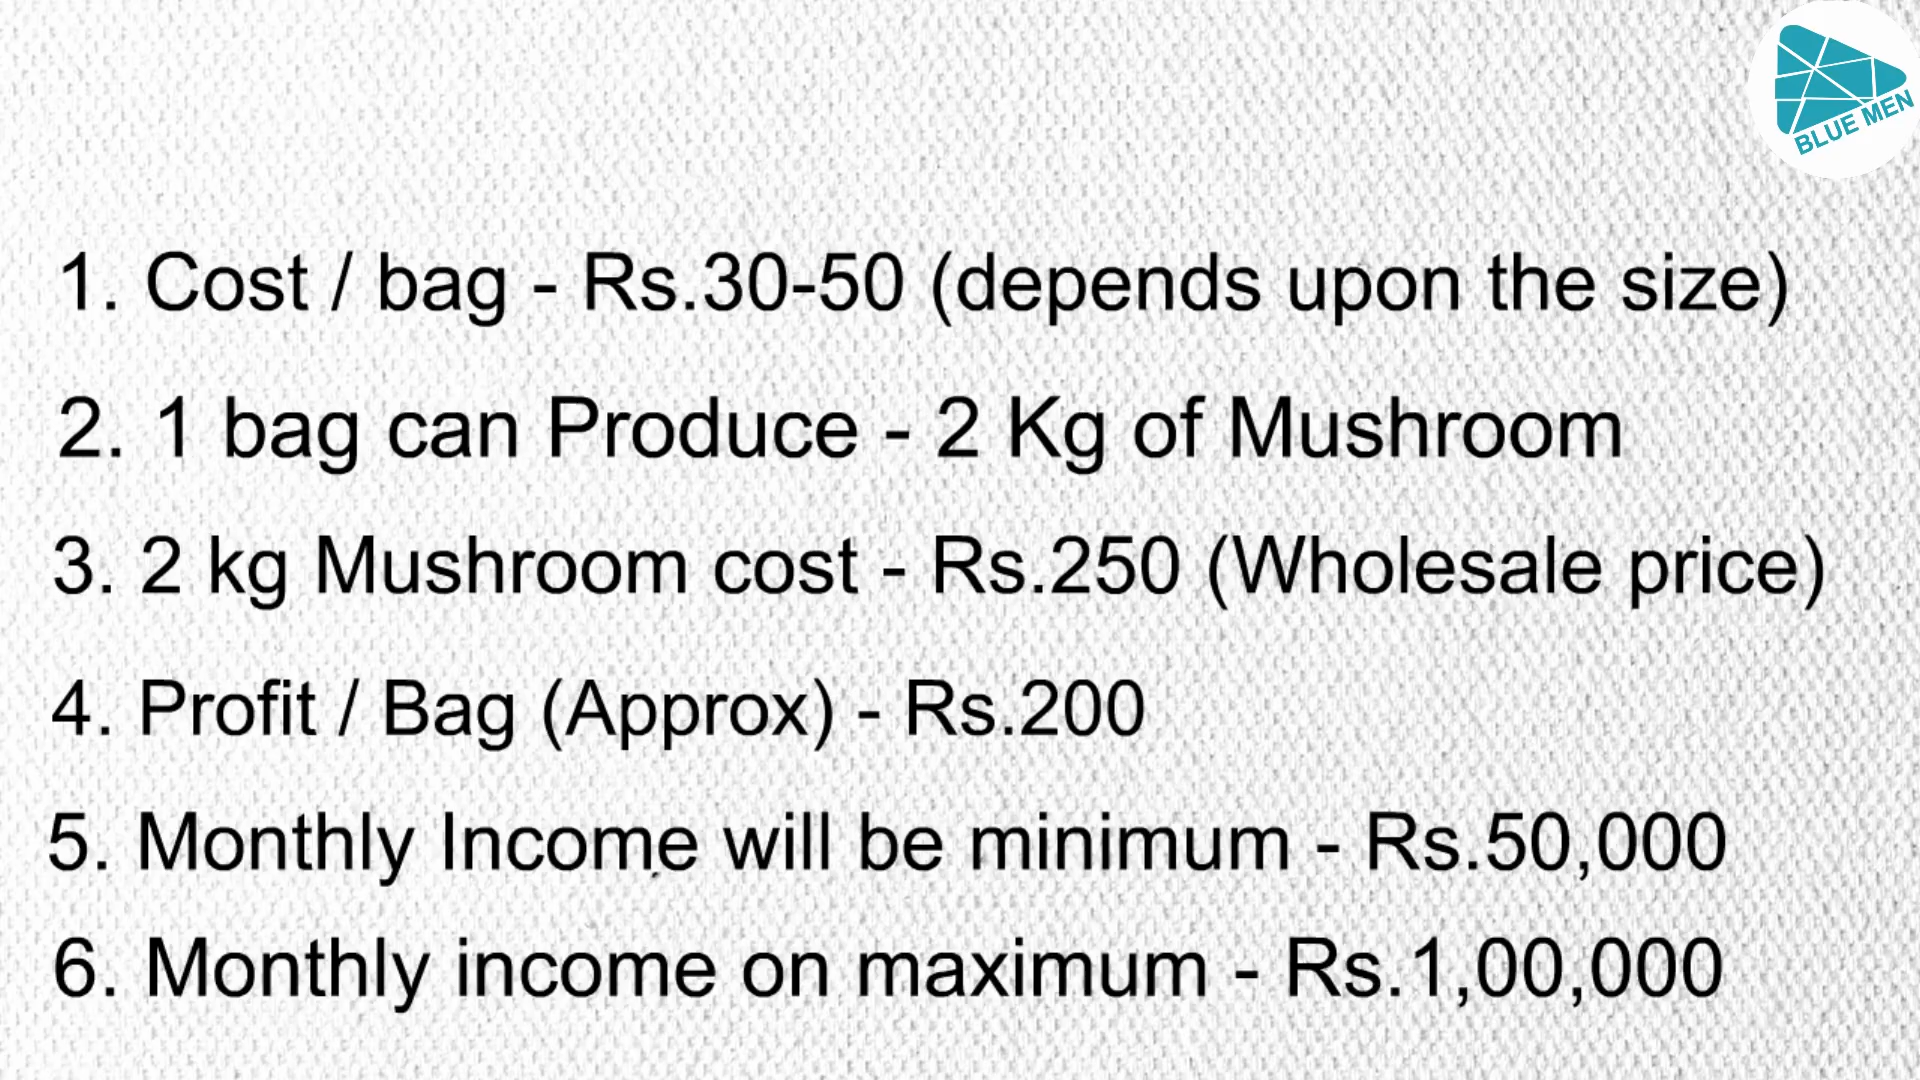 BLUE MEN
1. Cost / bag - Rs.30-50 (depends upon the size)
2. 1 bag can Produce - 2 Kg of Mushroom
3. 2 kg Mushroom cost - Rs.250 (Wholesale price)
4. Profit / Bag (Approx) - Rs.200
5. Monthly Income will be minimum - Rs.50,000
6. Monthly income on maximum - Rs.1,00,000